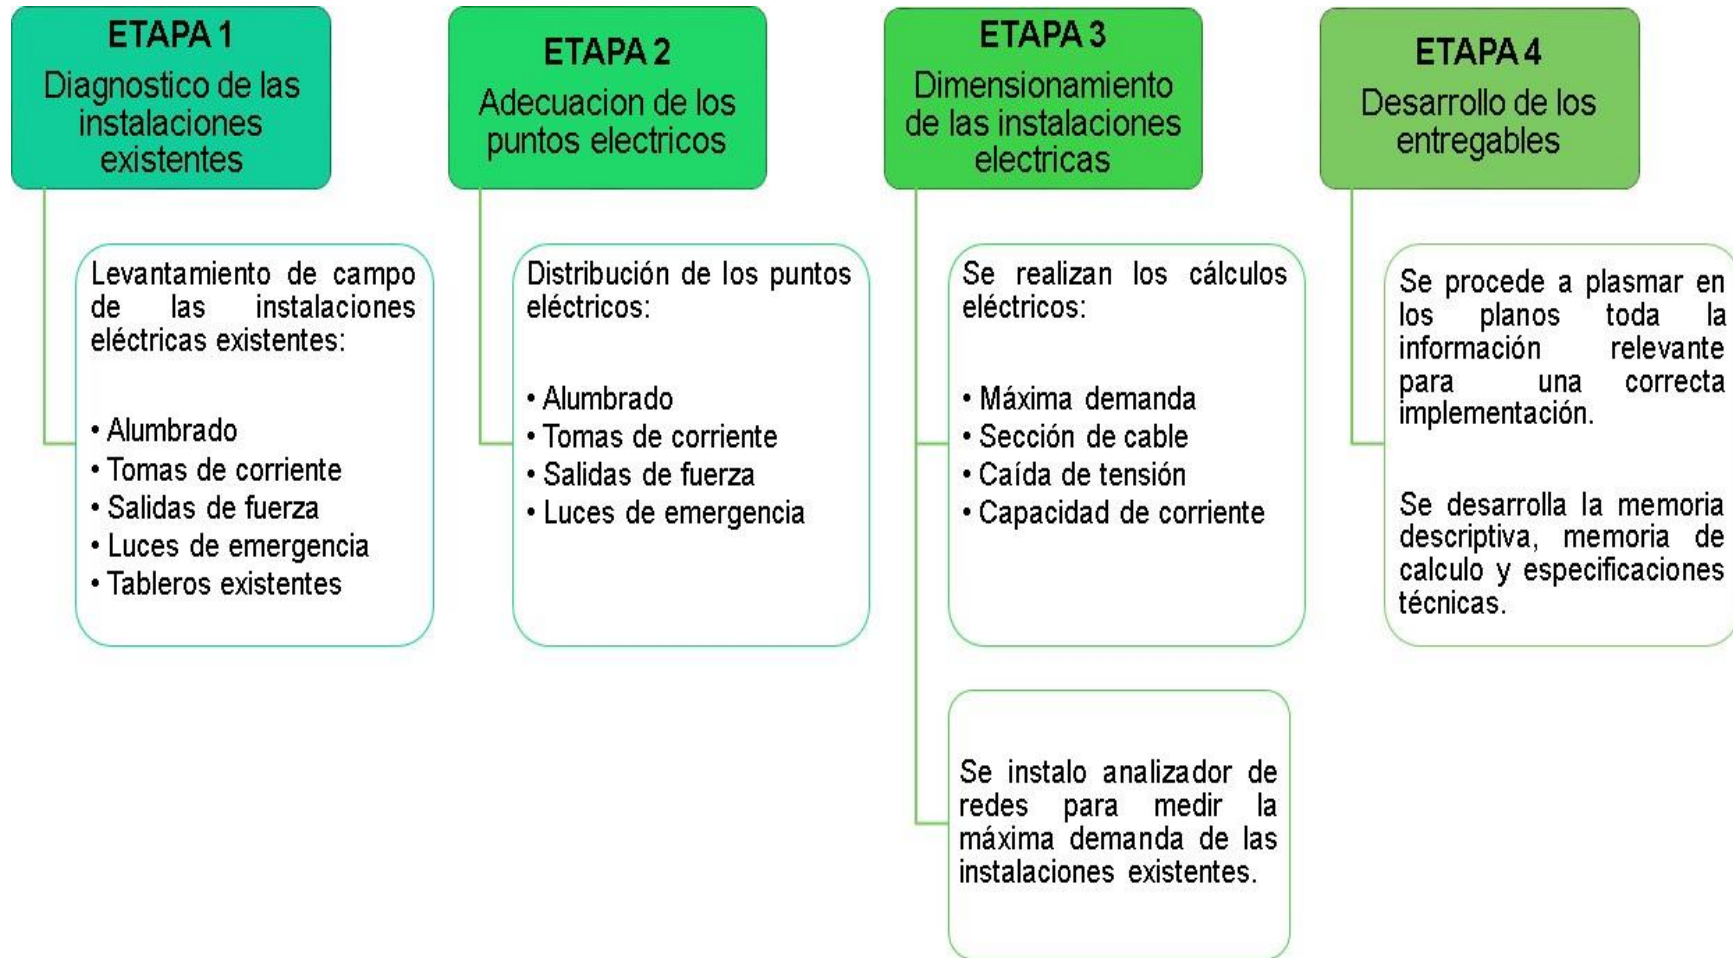 ETAPA 1
Diagnostico de las
instalaciones
existentes
Levantamiento de campo
de las instalaciones
eléctricas existentes:
• Alumbrado
• Tomas de corriente
• Salidas de fuerza
• Luces de emergencia
• Tableros existentes
ETAPA 2
Adecuacion de los
puntos electricos
Distribución de los puntos
eléctricos:
• Alumbrado
• Tomas de corriente
• Salidas de fuerza
• Luces de emergencia
ETAPA 3
Dimensionamiento
de las instalaciones
electricas
Se realizan los cálculos
eléctricos:
• Máxima demanda
• Sección de cable
• Caída de tensión
• Capacidad de corriente
Se instalo analizador de
redes para medir la
máxima demanda de las
instalaciones existentes.
ETAPA 4
Desarrollo de los
entregables
Se procede a plasmar en
los planos toda la
información relevante
para una correcta
implementación.
Se desarrolla la memoria
descriptiva, memoria de
calculo y especificaciones
técnicas.